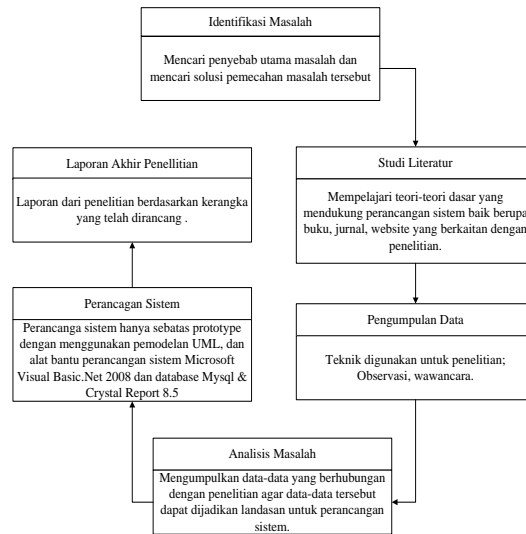 Identifikasi Masalah
Mencari penyebab utama masalah dan
mencari solusi pemecahan masalah tersebut
Studi Literatur
Mempelajari teori-teori dasar yang
mendukung perancangan sistem baik berupa
buku, jurnal, website yang berkaitan dengan
penelitian.
Pengumpulan Data
Teknik digunakan untuk penelitian;
Observasi, wawancara.
Analisis Masalah
Mengumpulkan data-data yang berhubungan
dengan penelitian agar data-data tersebut
dapat dijadikan landasan untuk perancangan
sistem.
Perancagan Sistem
Perancanga sistem hanya sebatas prototype
dengan menggunakan pemodelan UML, dan
alat bantu perancangan sistem Microsoft
Visual Basic.Net 2008 dan database Mysql &
Crystal Report 8.5
Laporan Akhir Penellitian
Laporan dari penelitian berdasarkan kerangka
yang telah dirancang .